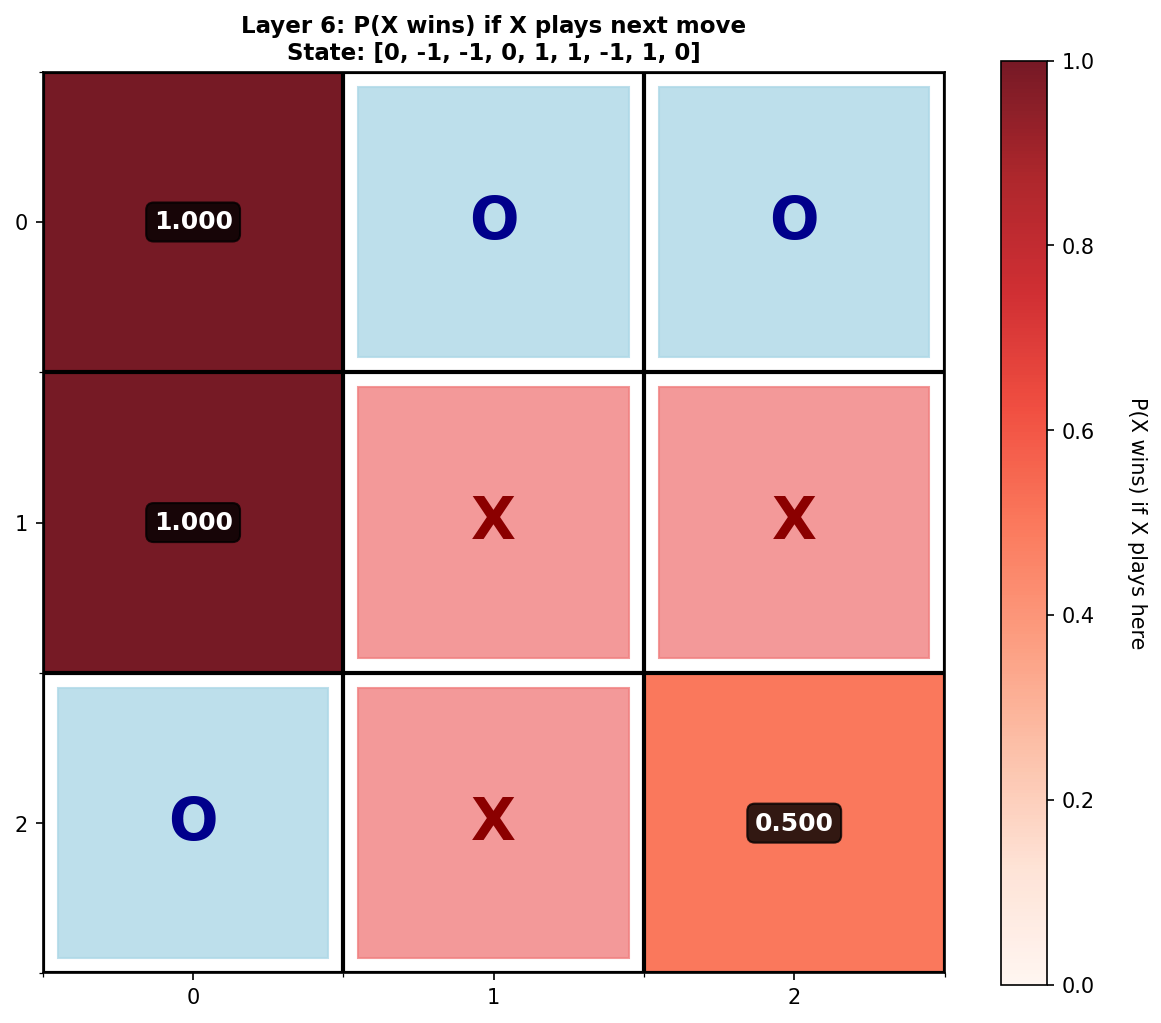 Layer 6: P(X wins) if X plays next move
State: [0, -1, -1, 0, 1, 1, -1, 1, 0]
0
1.000
O
O
1
1.000
X
X
2
O
X
0.500
0
1
2
1.0
0.8
0.6
0.4
0.2
0.0
P(X wins) if X plays here